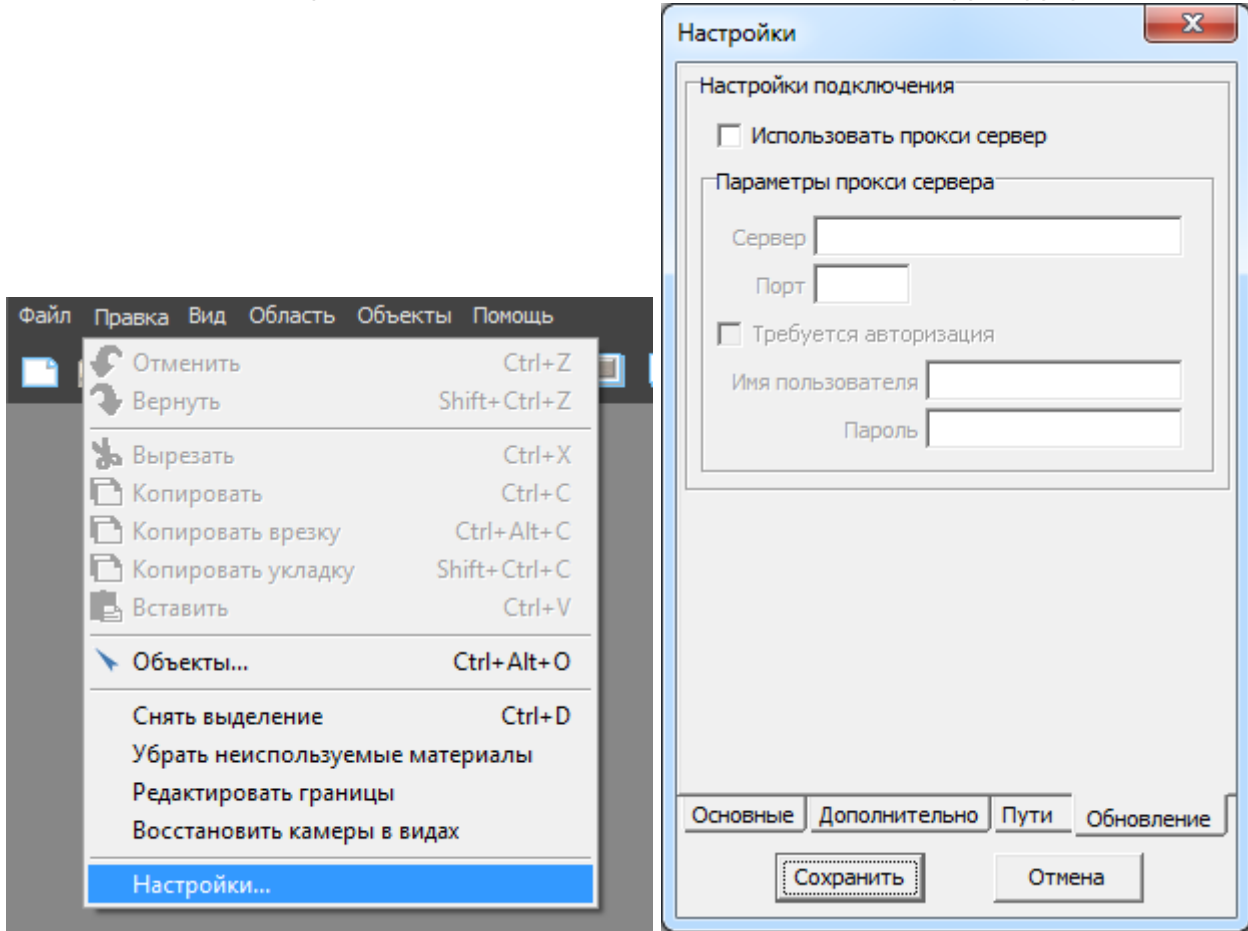 Файл Правка Вид Область Объекты Помощь
Отменить Ctrl+Z
Вернуть Shift+Ctrl+Z
Вырезать Ctrl+X
Копировать Ctrl+C
Копировать врезку Ctrl+Alt+C
Копировать укладку Shift+Ctrl+C
Вставить Ctrl+V
Объекты... Ctrl+Alt+O
Снять выделение Ctrl+D
Убрать неиспользуемые материалы
Редактировать границы
Восстановить камеры в видах
Настройки...
Настройки
Настройки подключения
Использовать прокси сервер
Параметры прокси сервера
Сервер
Порт
Требуется авторизация
Имя пользователя
Пароль
Основные Дополнительно Пути Обновление
Сохранить Отмена